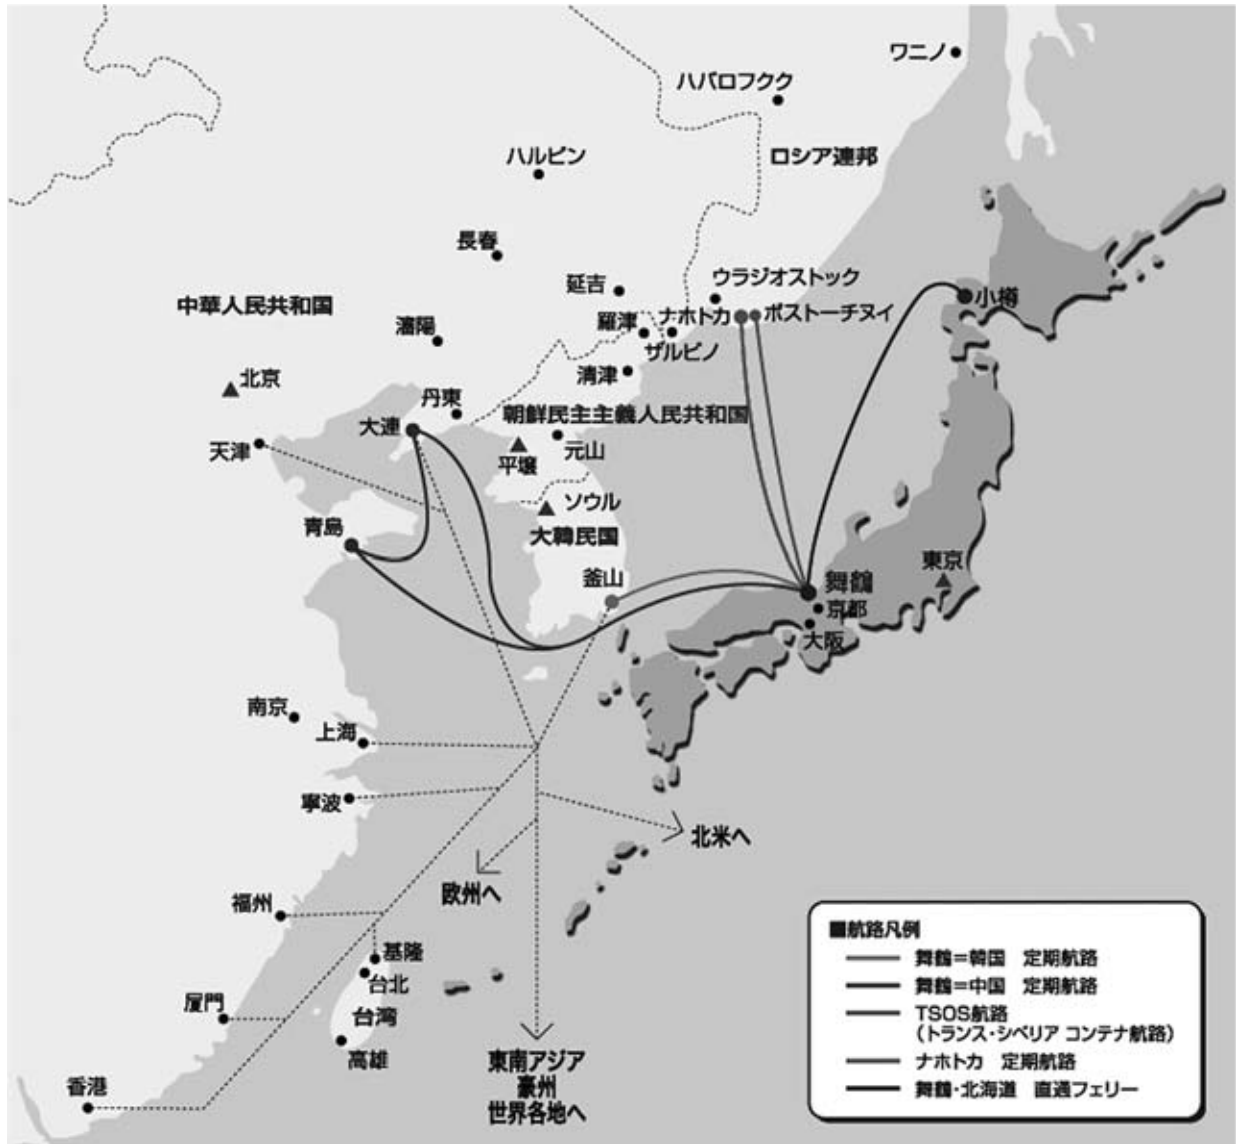 ワニノ
ハバロフクク
ロシア連邦
ハルビン
長春
延吉
ウラジオストック
中華人民共和国
瀋陽
羅津
ナホトカ
ボストーチヌィ
小樽
ザルビノ
清津
北京
丹東
大連
朝鮮民主主義人民共和国
天津
平壌
元山
ソウル
青島
大韓民国
釜山
舞鶴
東京
京都
大阪
南京
上海
寧波
北米へ
欧州へ
福州
基隆
台北
厦門
台湾
高雄
香港
東南アジア
豪州
世界各地へ
■航路凡例
舞鶴=韓国 定期航路
舞鶴=中国 定期航路
TSOS航路
(トランス・シベリア コンテナ航路)
ナホトカ 定期航路
舞鶴・北海道 直通フェリー